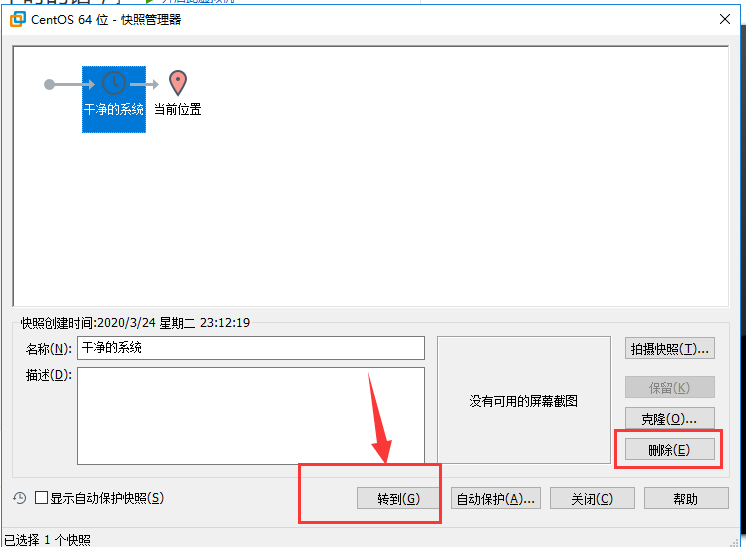 CentOS 64 位 - 快照管理器
干净的系统
当前位置
快照创建时间:2020/3/24 星期二 23:12:19
名称(N):
干净的系统
拍摄快照(T)...
描述(D):
没有可用的屏幕截图
保留(K)
克隆(O)...
删除(E)
显示自动保护快照(S)
转到(G)
自动保护(A)...
关闭(C)
帮助
已选择 1 个快照